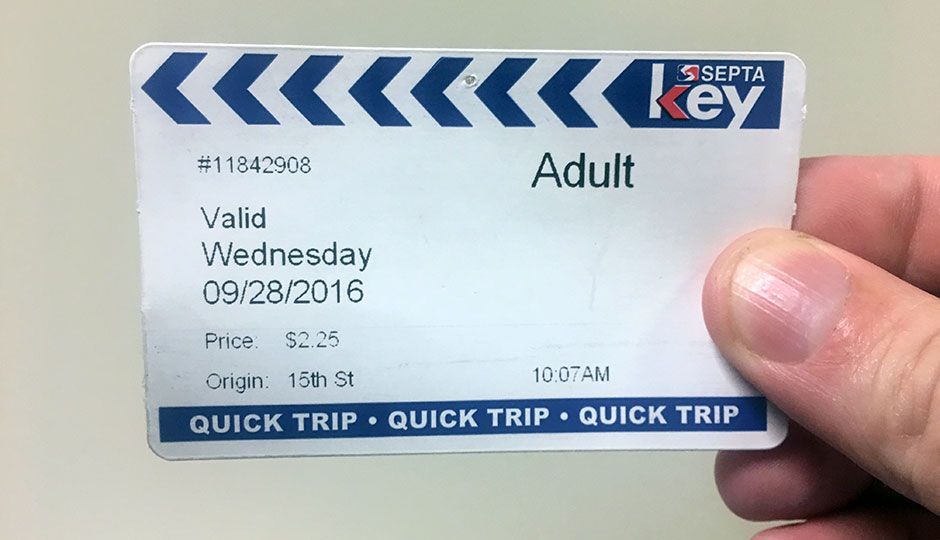 SEPTA
key
#11842908
Adult
Valid
Wednesday
09/28/2016
Price: $2.25
Origin: 15th St 10:07AM
QUICK TRIP • QUICK TRIP • QUICK TRIP